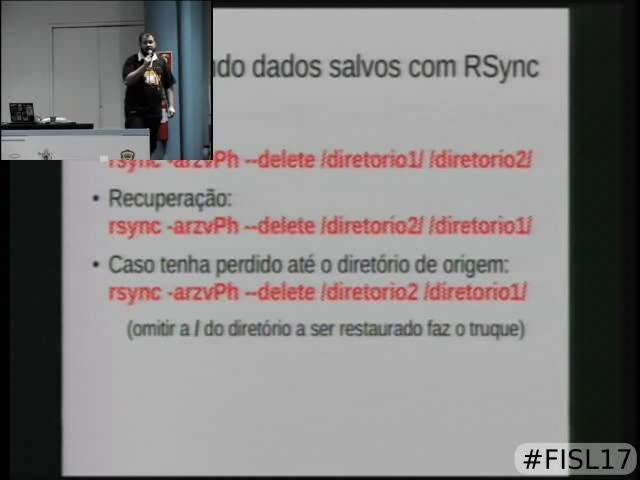 ndo dados salvos com RSync
rsync -arzvPh --delete /diretorio1/ /diretorio2/
• Recuperação:
rsync -arzvPh --delete /diretorio2/ /diretorio1/
• Caso tenha perdido até o diretório de origem:
rsync -arzvPh --delete /diretorio2 /diretorio1/
(omitir a / do diretório a ser restaurado faz o truque)
#FISL17